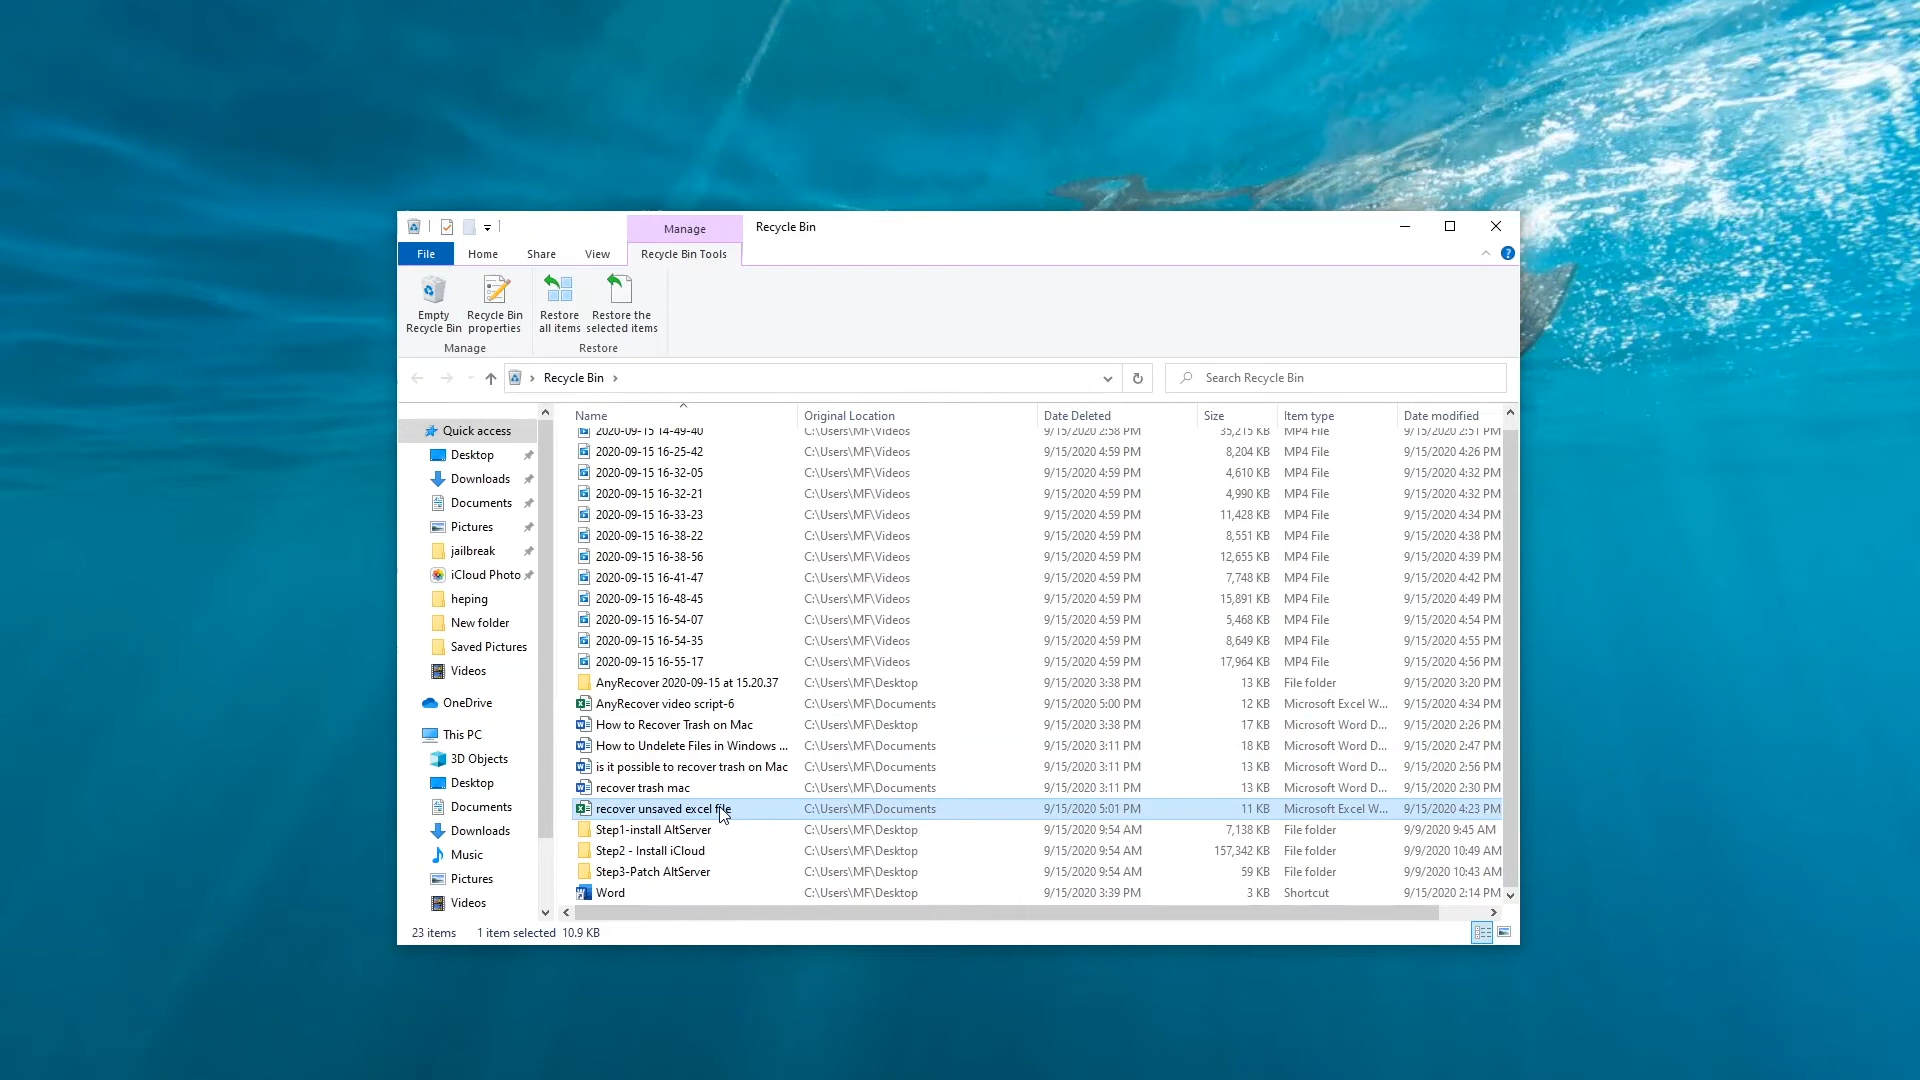 Manage Recycle Bin
File Home Share View Recycle Bin Tools
Empty Recycle Bin Restore Restore the
Recycle Bin properties all items selected items
Manage Restore
Recycle Bin Search Recycle Bin
Name Original Location Date Deleted Size Item type Date modified
2020-09-15 14-49-40 C:\Users\MF\Videos 9/15/2020 2:58 PM 35,215 KB MP4 File 9/15/2020 2:51 PM
2020-09-15 16-25-42 C:\Users\MF\Videos 9/15/2020 4:59 PM 8,204 KB MP4 File 9/15/2020 4:26 PM
2020-09-15 16-32-05 C:\Users\MF\Videos 9/15/2020 4:59 PM 4,610 KB MP4 File 9/15/2020 4:32 PM
2020-09-15 16-32-21 C:\Users\MF\Videos 9/15/2020 4:59 PM 4,990 KB MP4 File 9/15/2020 4:32 PM
2020-09-15 16-33-23 C:\Users\MF\Videos 9/15/2020 4:59 PM 11,428 KB MP4 File 9/15/2020 4:34 PM
2020-09-15 16-38-22 C:\Users\MF\Videos 9/15/2020 4:59 PM 8,551 KB MP4 File 9/15/2020 4:38 PM
2020-09-15 16-38-56 C:\Users\MF\Videos 9/15/2020 4:59 PM 12,655 KB MP4 File 9/15/2020 4:39 PM
2020-09-15 16-41-47 C:\Users\MF\Videos 9/15/2020 4:59 PM 7,748 KB MP4 File 9/15/2020 4:42 PM
2020-09-15 16-48-45 C:\Users\MF\Videos 9/15/2020 4:59 PM 15,891 KB MP4 File 9/15/2020 4:49 PM
2020-09-15 16-54-07 C:\Users\MF\Videos 9/15/2020 4:59 PM 5,468 KB MP4 File 9/15/2020 4:54 PM
2020-09-15 16-54-35 C:\Users\MF\Videos 9/15/2020 4:59 PM 8,649 KB MP4 File 9/15/2020 4:55 PM
2020-09-15 16-55-17 C:\Users\MF\Videos 9/15/2020 4:59 PM 17,964 KB MP4 File 9/15/2020 4:56 PM
AnyRecover 2020-09-15 at 15.20.37 C:\Users\MF\Desktop 9/15/2020 3:38 PM 13 KB File folder 9/15/2020 3:20 PM
AnyRecover video script-6 C:\Users\MF\Documents 9/15/2020 5:00 PM 12 KB Microsoft Excel W... 9/15/2020 4:34 PM
How to Recover Trash on Mac C:\Users\MF\Desktop 9/15/2020 3:38 PM 17 KB Microsoft Word D... 9/15/2020 2:26 PM
How to Undelete Files in Windows ... C:\Users\MF\Documents 9/15/2020 3:11 PM 18 KB Microsoft Word D... 9/15/2020 2:47 PM
is it possible to recover trash on Mac C:\Users\MF\Documents 9/15/2020 3:11 PM 13 KB Microsoft Word D... 9/15/2020 2:56 PM
recover trash mac C:\Users\MF\Documents 9/15/2020 3:11 PM 13 KB Microsoft Word D... 9/15/2020 2:30 PM
recover unsaved excel file C:\Users\MF\Documents 9/15/2020 5:01 PM 11 KB Microsoft Excel W... 9/15/2020 4:23 PM
Step1-install AltServer C:\Users\MF\Desktop 9/15/2020 9:54 AM 7,138 KB File folder 9/9/2020 9:45 AM
Step2 - Install iCloud C:\Users\MF\Desktop 9/15/2020 9:54 AM 157,342 KB File folder 9/9/2020 10:49 AM
Step3-Patch AltServer C:\Users\MF\Desktop 9/15/2020 9:54 AM 59 KB File folder 9/9/2020 10:43 AM
Word C:\Users\MF\Desktop 9/15/2020 3:39 PM 3 KB Shortcut 9/15/2020 2:14 PM
Quick access
Desktop
Downloads
Documents
Pictures
jailbreak
iCloud Photo
heping
New folder
Saved Pictures
Videos
OneDrive
This PC
3D Objects
Desktop
Documents
Downloads
Music
Pictures
Videos
23 items 1 item selected 10.9 KB